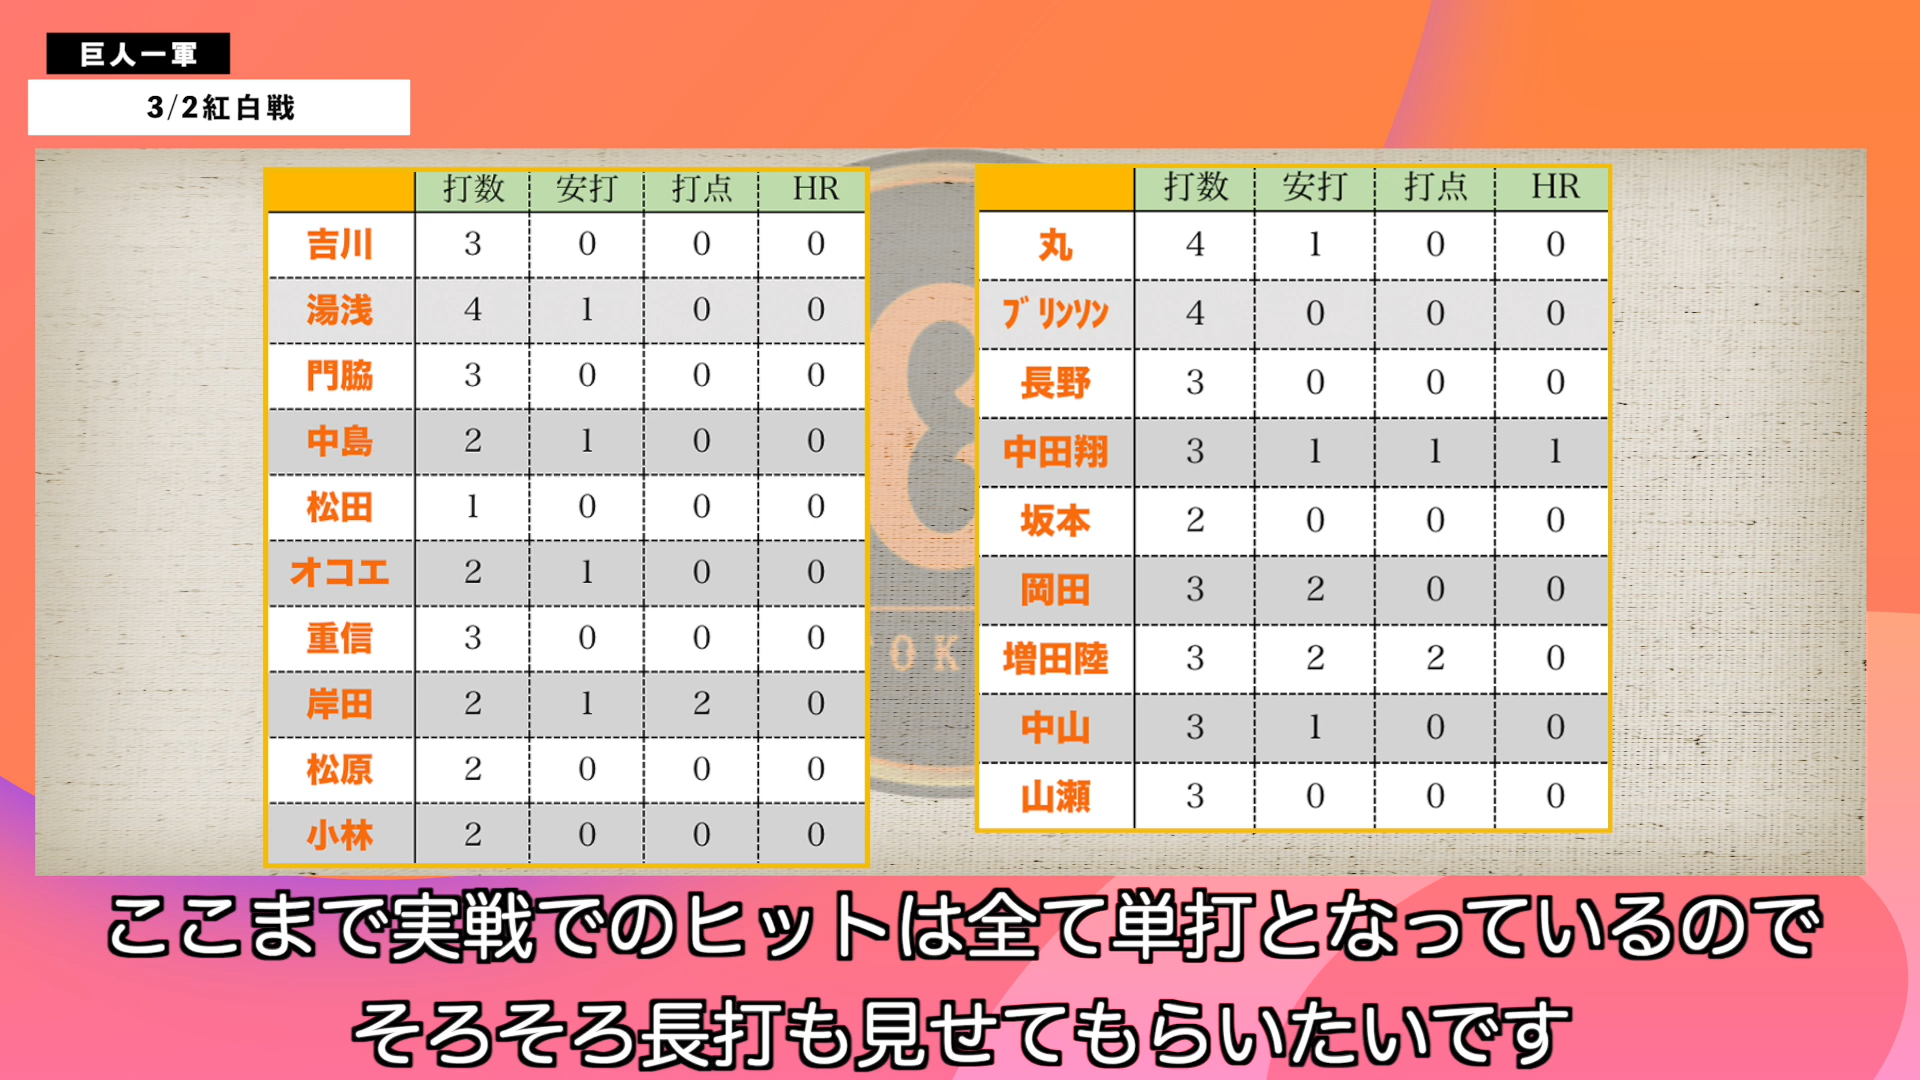 巨人一軍
3/2紅白戦
打数 安打 打点 HR
吉川 3 0 0 0
湯浅 4 1 0 0
門脇 3 0 0 0
中島 2 1 0 0
松田 1 0 0 0
オコエ 2 1 0 0
重信 3 0 0 0
岸田 2 1 2 0
松原 2 0 0 0
小林 2 0 0 0
打数 安打 打点 HR
丸 4 1 0 0
ﾌﾞﾘﾝｿﾝ 4 0 0 0
長野 3 0 0 0
中田翔 3 1 1 1
坂本 2 0 0 0
岡田 3 2 0 0
増田陸 3 2 2 0
中山 3 1 0 0
山瀬 3 0 0 0
OK
ここまで実戦でのヒットは全て単打となっているので
そろそろ長打も見せてもらいたいです